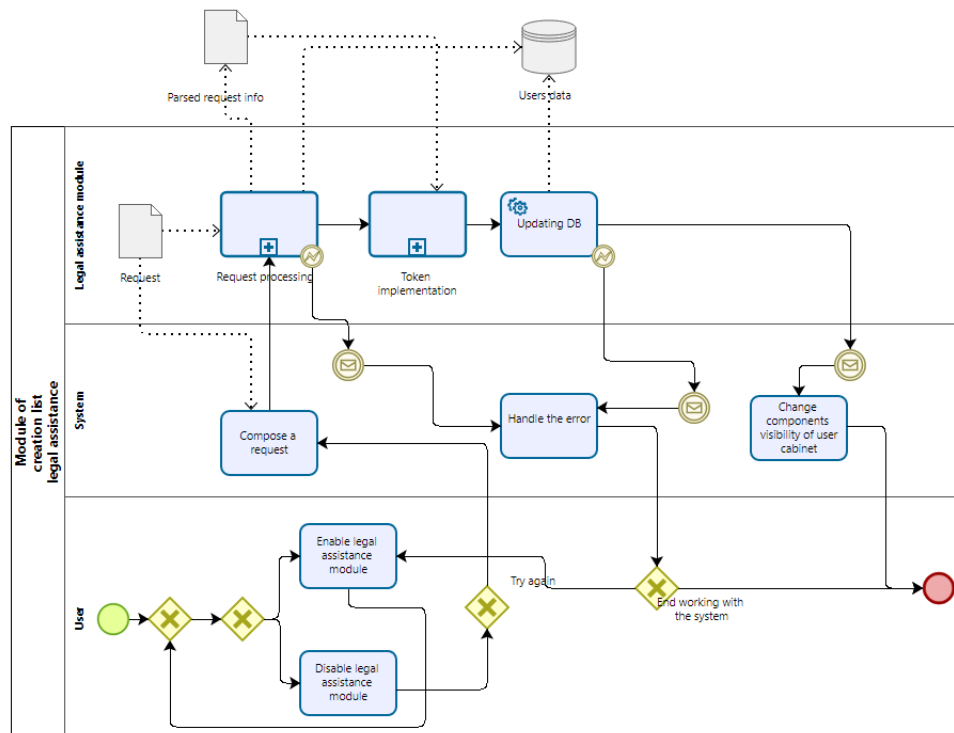 Parsed request info
Users data
Module of
creation list
legal assistance
Legal assistance module
Updating DB
Request
Request processing
Token
implementation
System
Compose a
request
Handle the error
Change
components
visibility of user
cabinet
User
Enable legal
assistance
module
Try again
End working with
the system
Disable legal
assistance
module